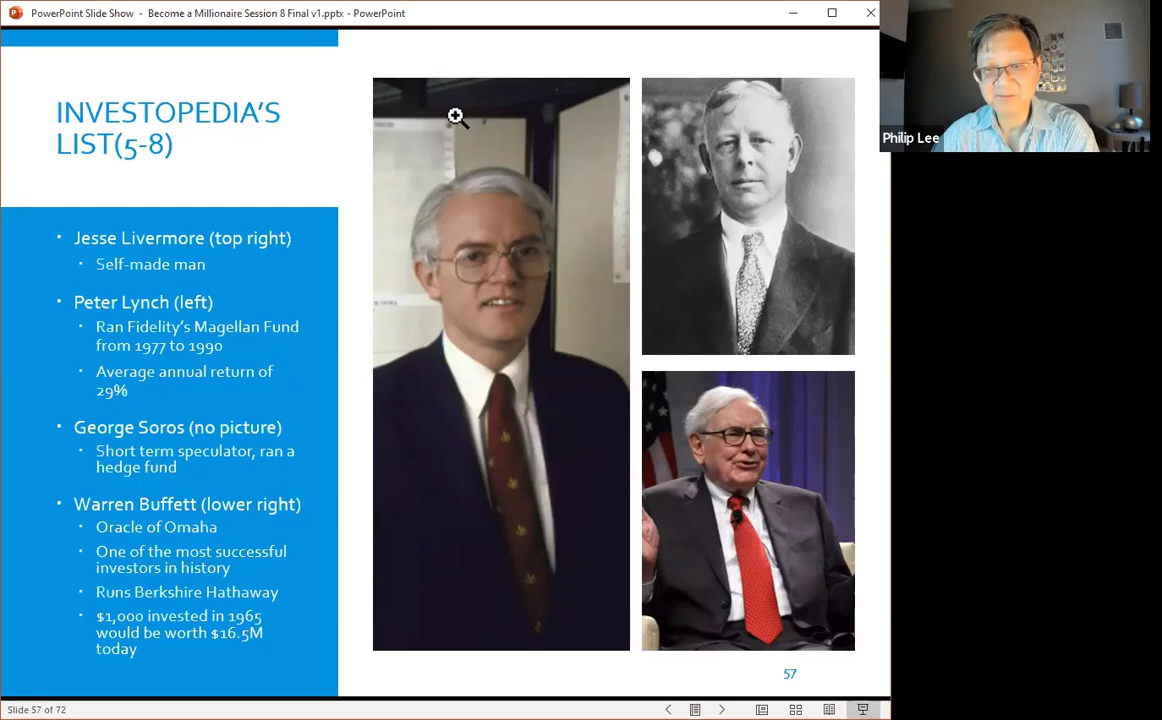 PowerPoint Slide Show - Become a Millionaire Session 8 Final v1.pptx - PowerPoint
Philip Lee
INVESTOPEDIA'S
LIST(5-8)
· Jesse Livermore (top right)
· Self-made man
· Peter Lynch (left)
· Ran Fidelity's Magellan Fund
from 1977 to 1990
· Average annual return of
29%
· George Soros (no picture)
· Short term speculator, ran a
hedge fund
· Warren Buffett (lower right)
· Oracle of Omaha
· One of the most successful
investors in history
· Runs Berkshire Hathaway
· $1,000 invested in 1965
would be worth $16.5M
today
57
Slide 57 of 72